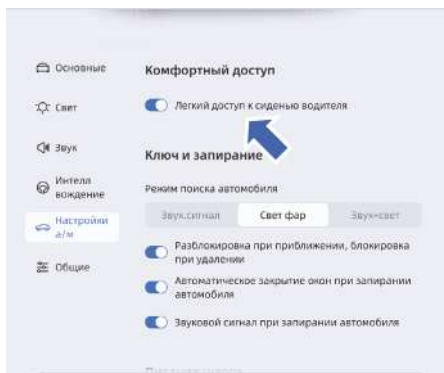 Основные
Свет
Звук
Интелл
вождение
Настройки
а/м
Общие
Комфортный доступ
Легкий доступ к сиденью водителя
Ключ и запирание
Режим поиска автомобиля
Звук.сигнал Свет фар Звук+свет
Разблокировка при приближении, блокировка
при удалении
Автоматическое закрытие окон при запирании
автомобиля
Звуковой сигнал при запирании автомобиля